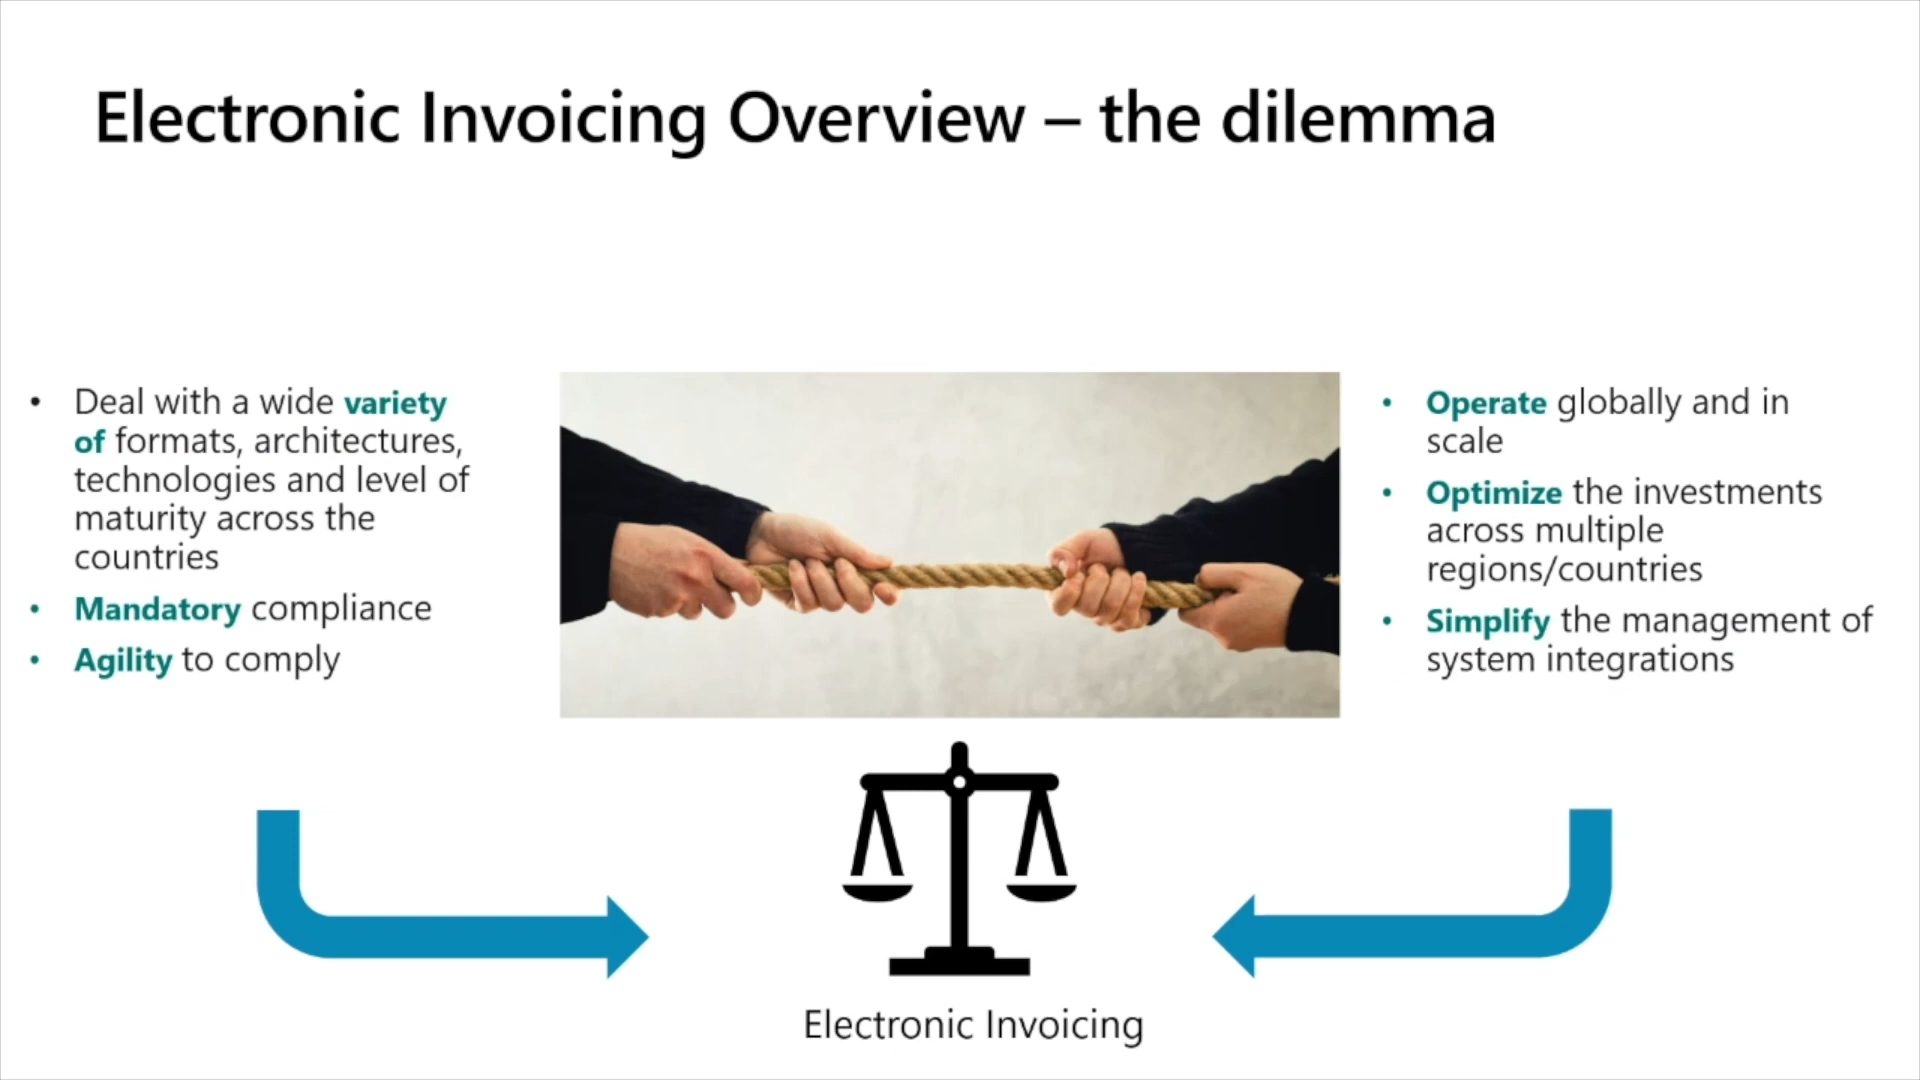 Electronic Invoicing Overview – the dilemma
• Deal with a wide variety
of formats, architectures,
technologies and level of
maturity across the
countries
• Mandatory compliance
• Agility to comply
• Operate globally and in
scale
• Optimize the investments
across multiple
regions/countries
• Simplify the management of
system integrations
Electronic Invoicing